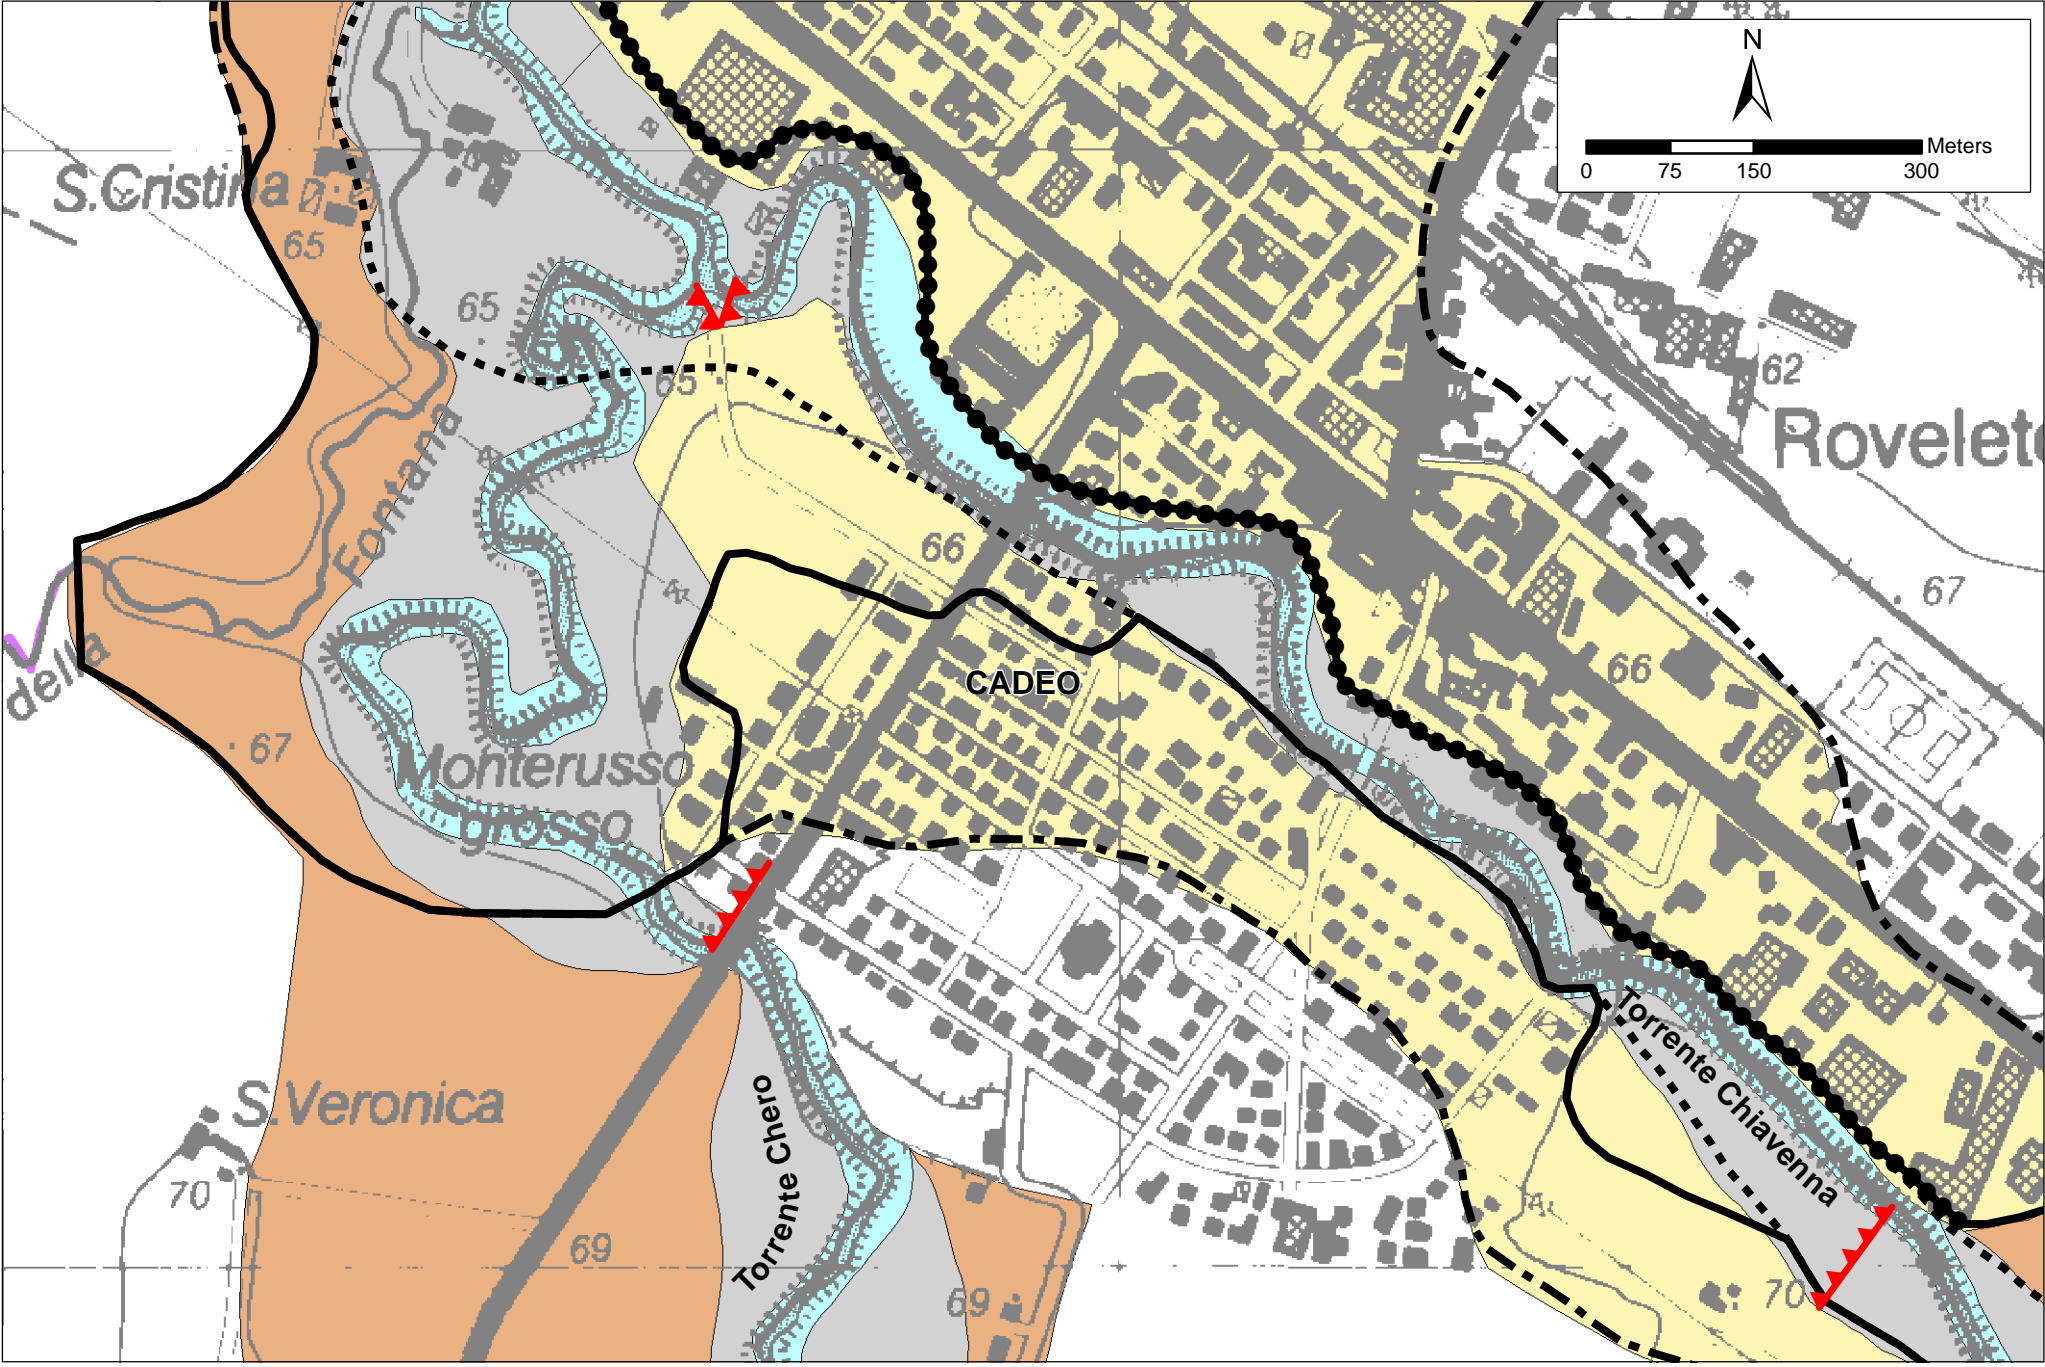 N
Meters
0 75 150 300
S.Cristina
65
65
65
62
Roveleto
Fontana
66
67
della
CADEO
66
67
Monterusso
grosso
Torrente Chiavenna
Torrente Chero
S.Veronica
70
69
69
70